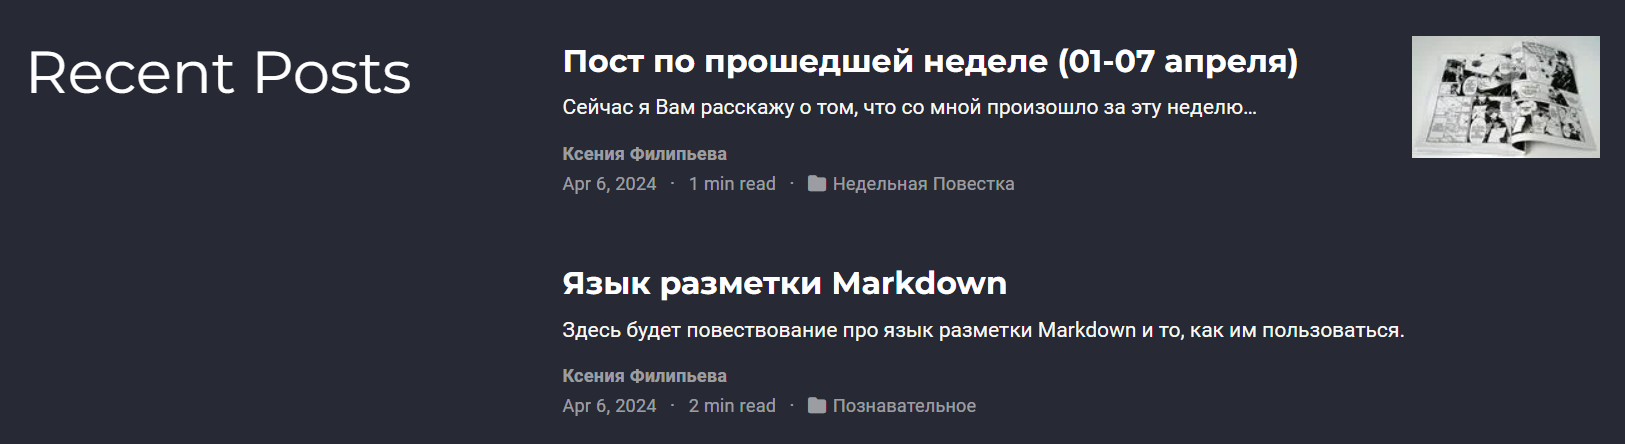 Recent Posts
Пост по прошедшей неделе (01-07 апреля)
Сейчас я Вам расскажу о том, что со мной произошло за эту неделю…
Ксения Филипьева
Apr 6, 2024 · 1 min read · Недельная Повестка
Язык разметки Markdown
Здесь будет повествование про язык разметки Markdown и то, как им пользоваться.
Ксения Филипьева
Apr 6, 2024 · 2 min read · Познавательное